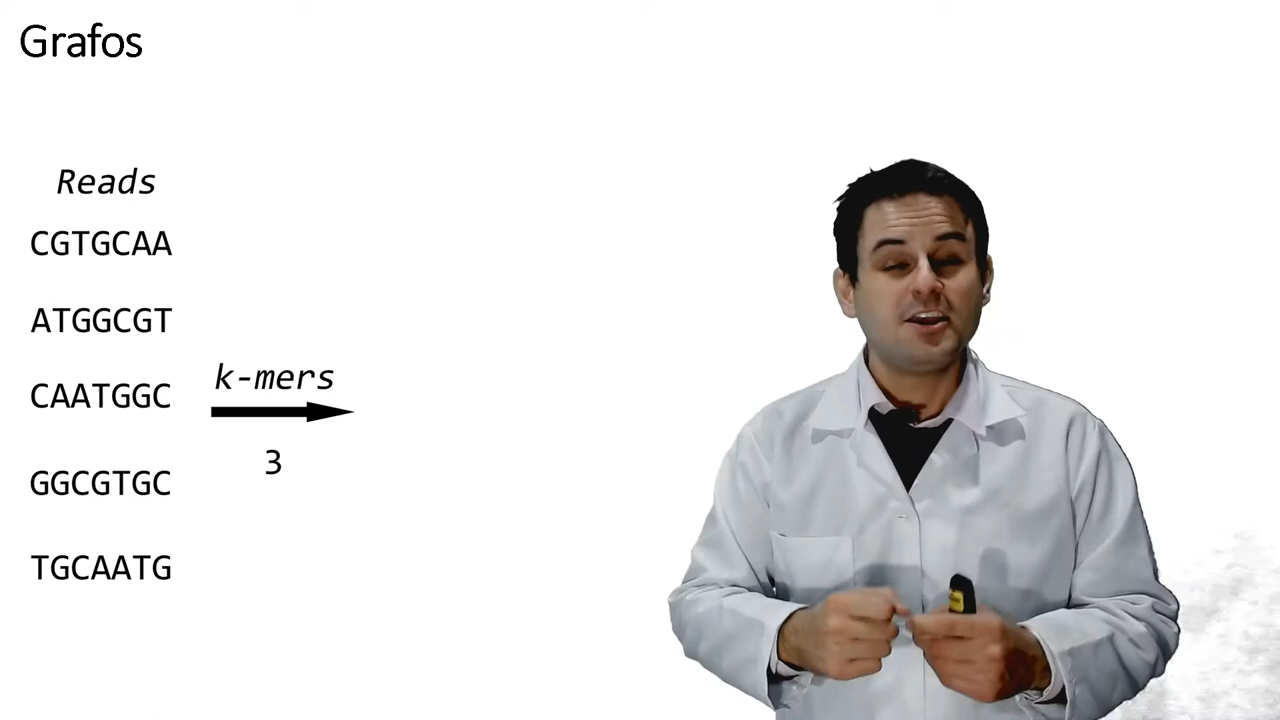 Grafos
Reads
CGTGCAA
ATGGCGT
CAATGGC
GGCGTGC
TGCAATG
k-mers
3